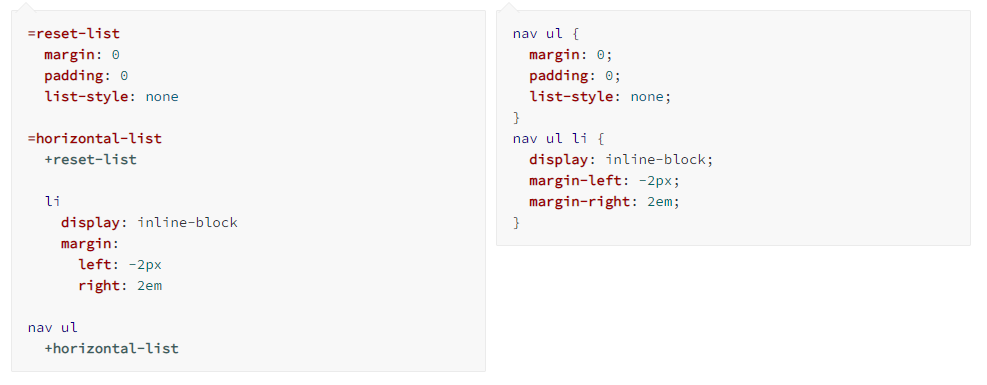 =reset-list
  margin: 0
  padding: 0
  list-style: none

=horizontal-list
  +reset-list

  li
    display: inline-block
    margin:
      left: -2px
      right: 2em

nav ul
  +horizontal-list

nav ul {
  margin: 0;
  padding: 0;
  list-style: none;
}
nav ul li {
  display: inline-block;
  margin-left: -2px;
  margin-right: 2em;
}